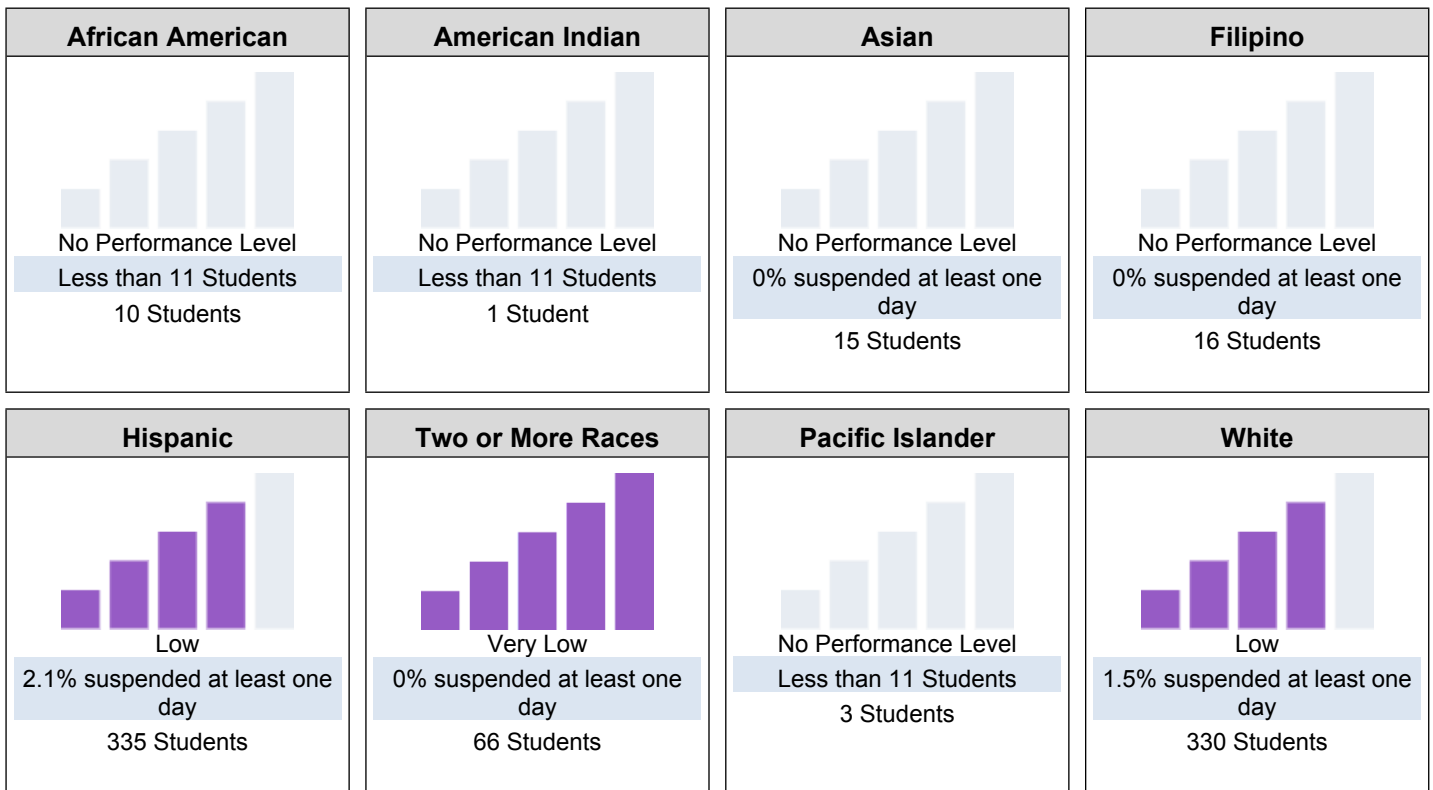 African American
No Performance Level
Less than 11 Students
10 Students
American Indian
No Performance Level
Less than 11 Students
1 Student
Asian
No Performance Level
0% suspended at least one
day
15 Students
Filipino
No Performance Level
0% suspended at least one
day
16 Students
Hispanic
Low
2.1% suspended at least one
day
335 Students
Two or More Races
Very Low
0% suspended at least one
day
66 Students
Pacific Islander
No Performance Level
Less than 11 Students
3 Students
White
Low
1.5% suspended at least one
day
330 Students